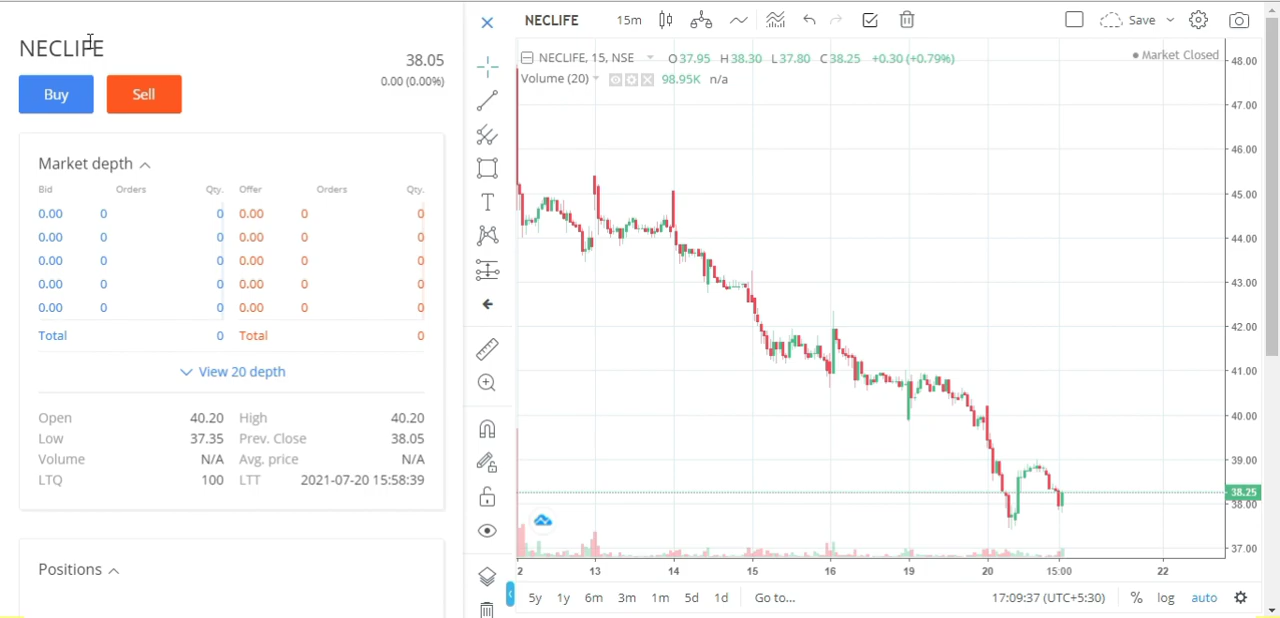 NECLIFE
38.05
0.00 (0.00%)
Buy
Sell
Market depth
Bid Orders Qty. Offer Orders Qty.
0.00 0 0 0.00 0 0
0.00 0 0 0.00 0 0
0.00 0 0 0.00 0 0
0.00 0 0 0.00 0 0
0.00 0 0 0.00 0 0
Total 0 Total 0
View 20 depth
Open 40.20 High 40.20
Low 37.35 Prev. Close 38.05
Volume N/A Avg. price N/A
LTQ 100 LTT 2021-07-20 15:58:39
Positions
NECLIFE 15m Save
NECLIFE, 15, NSE O37.95 H38.30 L37.80 C38.25 +0.30 (+0.79%)
Market Closed
Volume (20) 98.95K n/a
T
48.00
47.00
46.00
45.00
44.00
43.00
42.00
41.00
40.00
39.00
38.25
38.00
37.00
2 13 14 15 16 19 20 15:00 22
5y 1y 6m 3m 1m 5d 1d Go to... 17:09:37 (UTC+5:30) % log auto